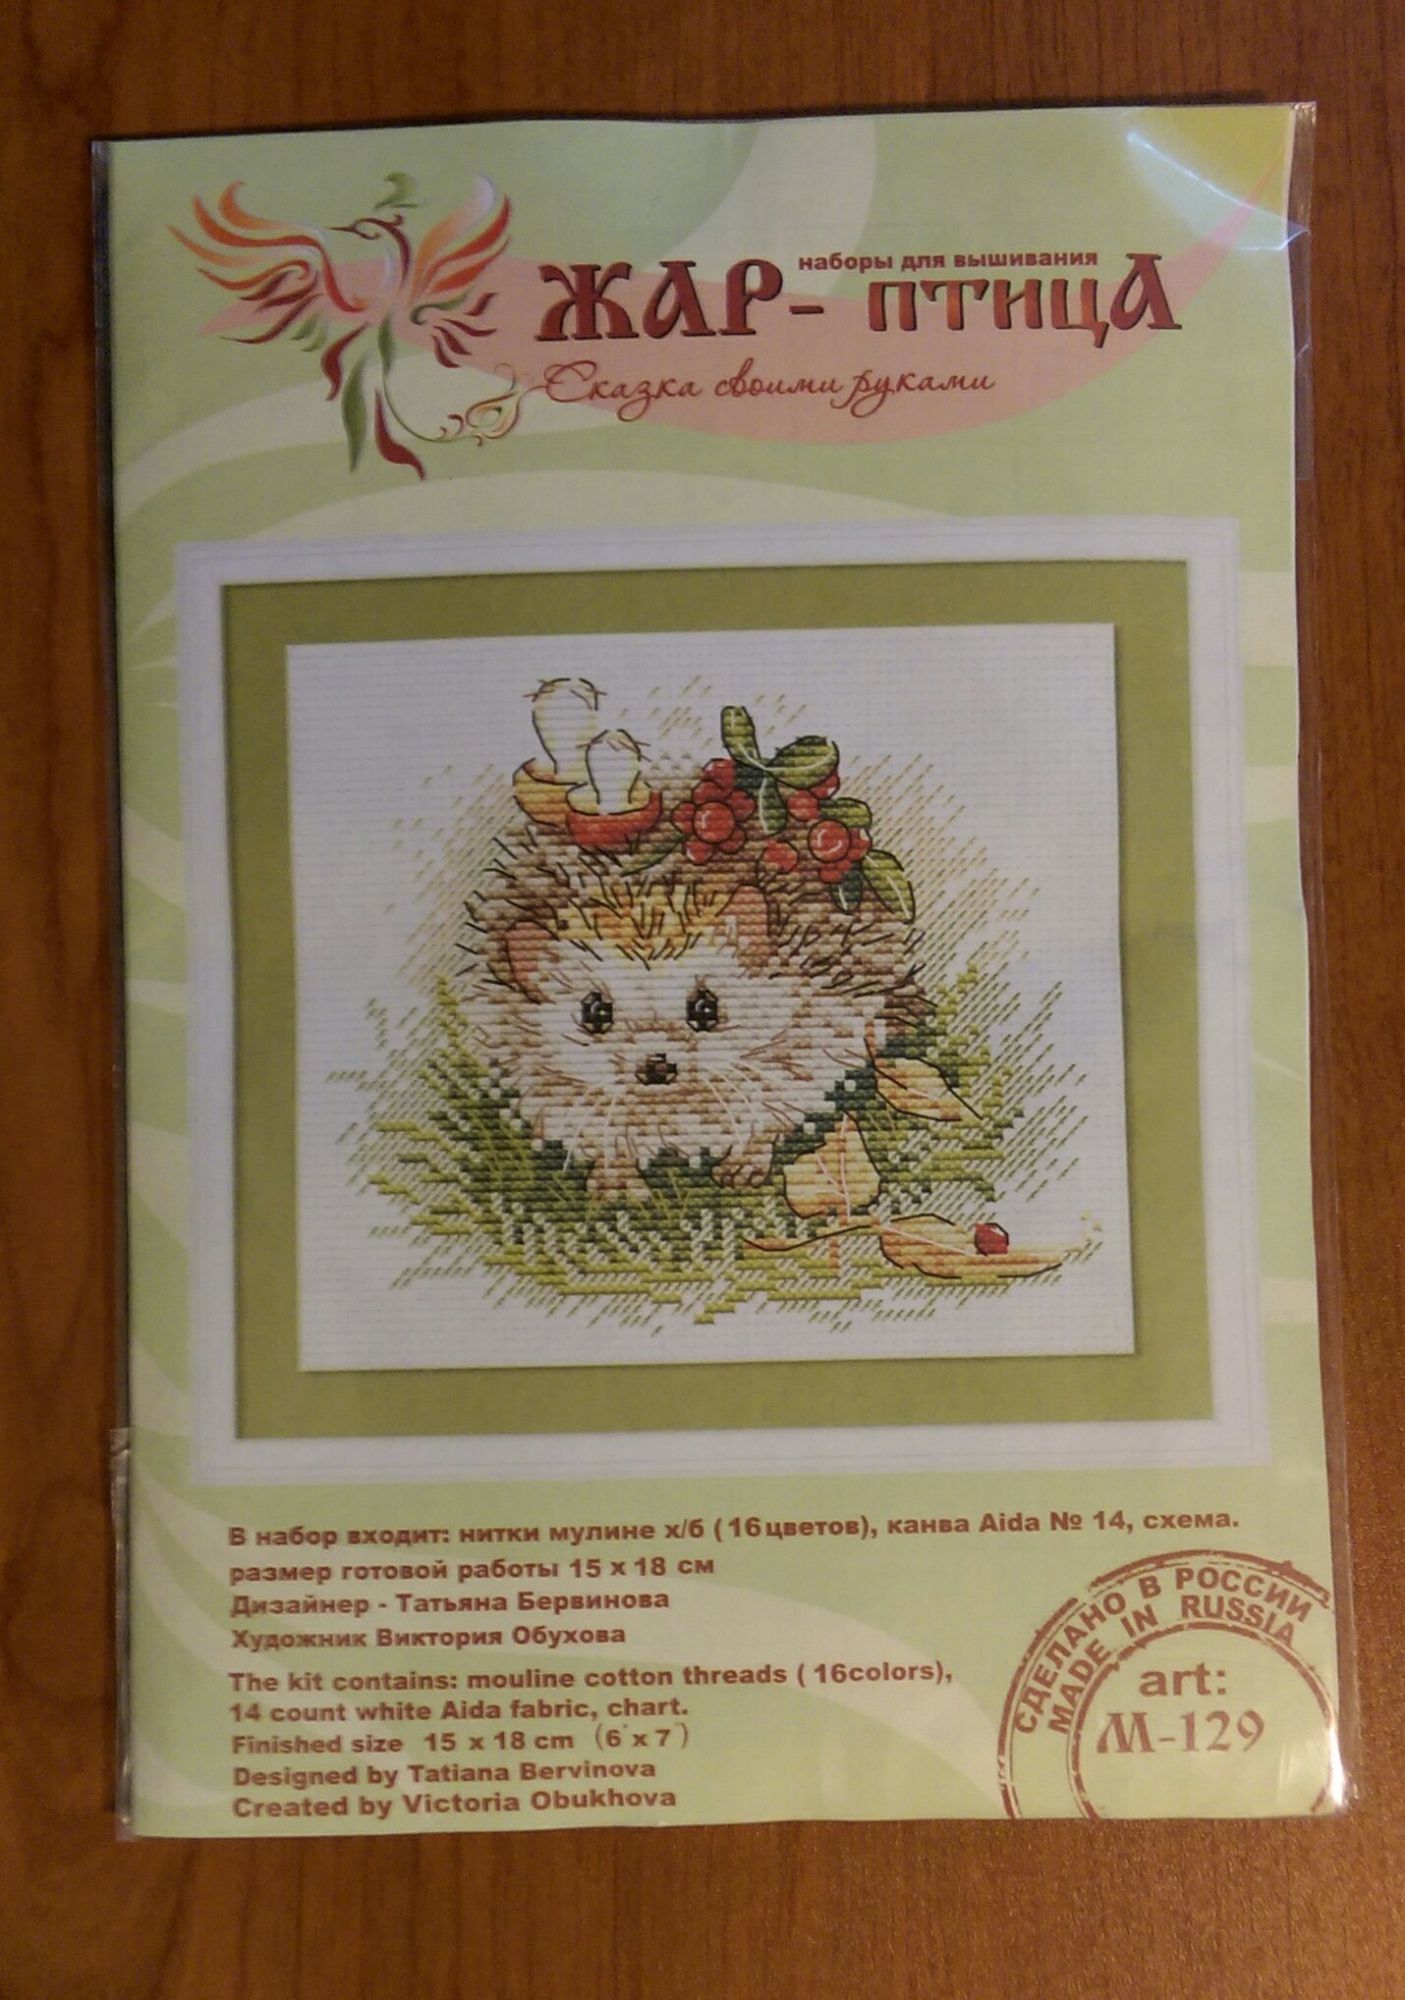 наборы для вышивания
ЖАР-ПТИЦА
Сказка своими руками
В набор входит: нитки мулине х/б ( 16цветов), канва Aida № 14, схема.
размер готовой работы 15 х 18 см
Дизайнер - Татьяна Бервинова
Художник Виктория Обухова
The kit contains: mouline cotton threads ( 16colors),
14 count white Aida fabric, chart.
Finished size 15 x 18 cm (6" x 7")
Designed by Tatiana Bervinova
Created by Victoria Obukhova
СДЕЛАНО В РОССИИ
MADE IN RUSSIA
art:
М-129